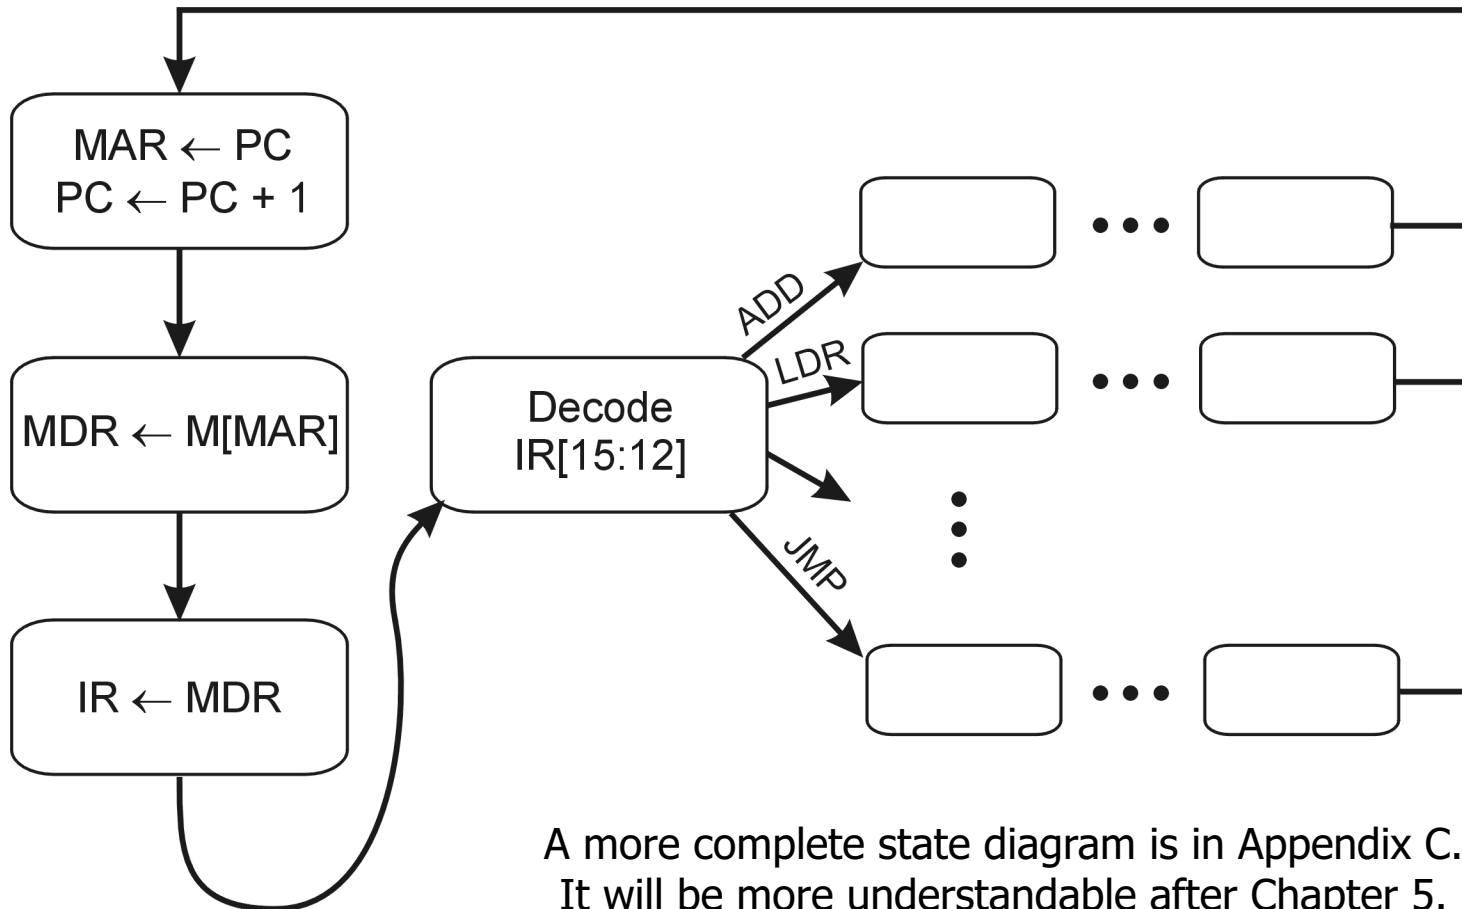 MAR ← PC
PC ← PC + 1
MDR ← M[MAR]
IR ← MDR
Decode
IR[15:12]
ADD
LDR
JMP
A more complete state diagram is in Appendix C.
It will be more understandable after Chapter 5.